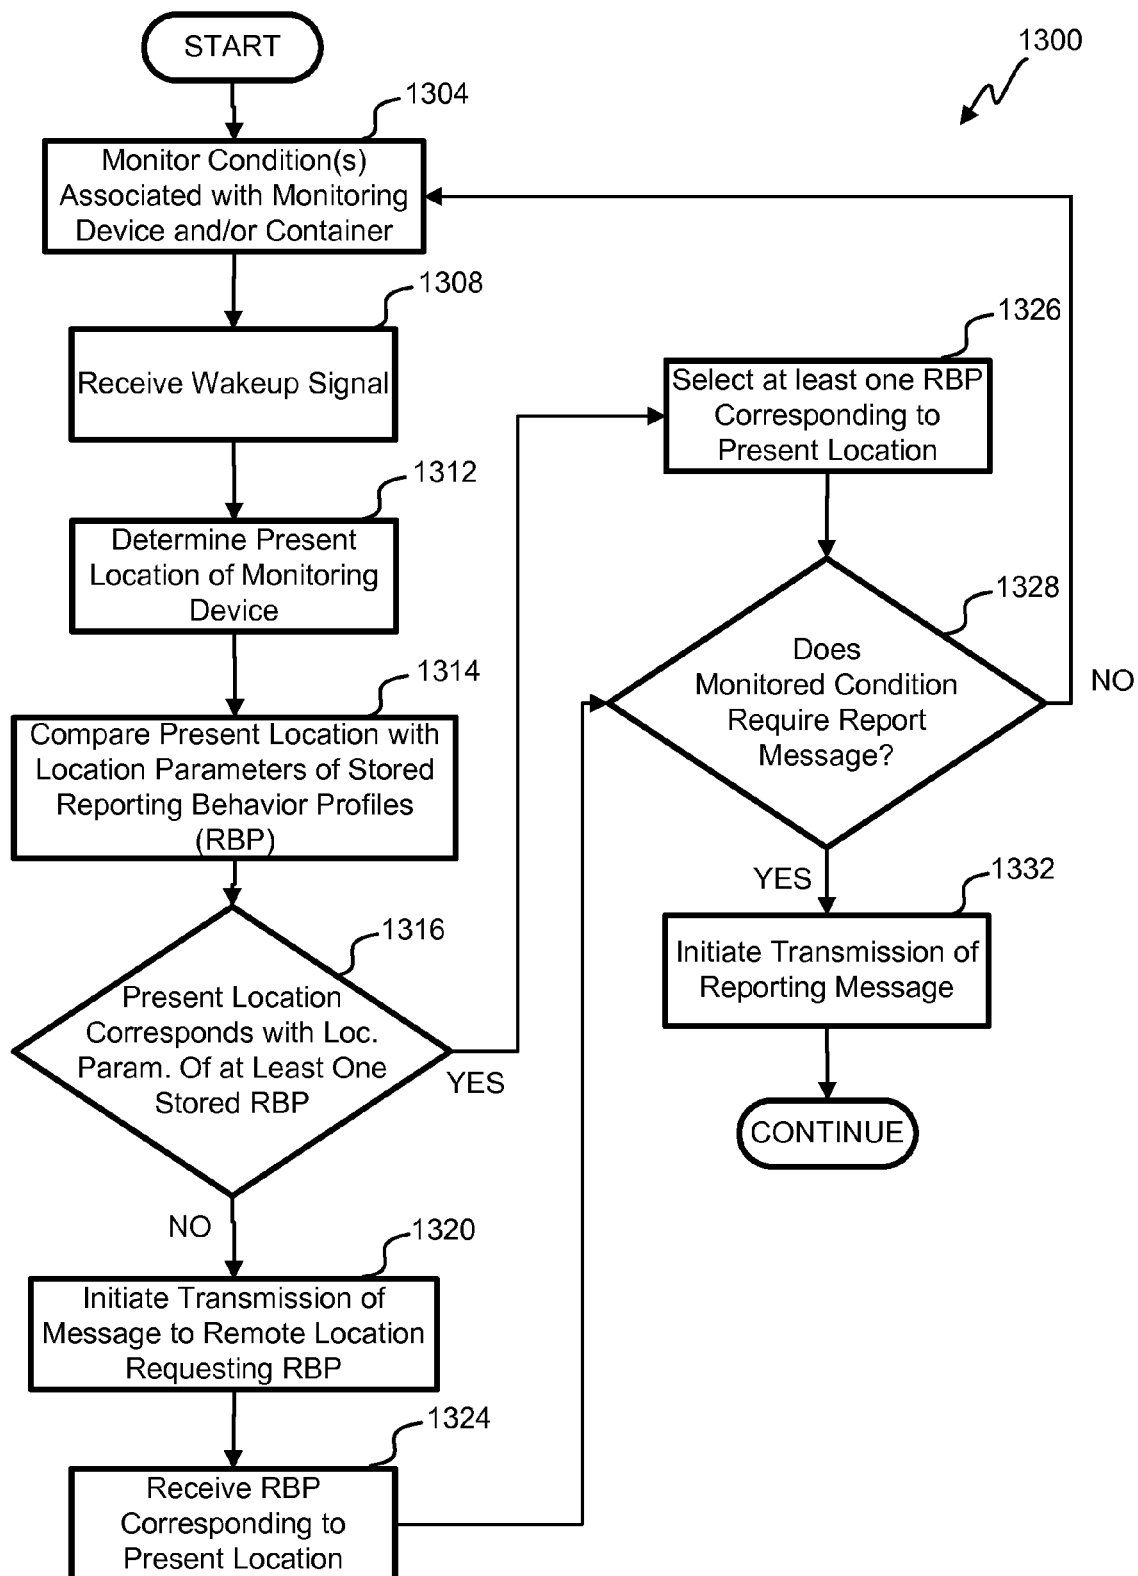 START
1300
1304
Monitor Condition(s)
Associated with Monitoring
Device and/or Container
1308
Receive Wakeup Signal
1312
Determine Present
Location of Monitoring
Device
1314
Compare Present Location with
Location Parameters of Stored
Reporting Behavior Profiles
(RBP)
1316
Present Location
Corresponds with Loc.
Param. Of at Least One
Stored RBP
YES
NO
1320
Initiate Transmission of
Message to Remote Location
Requesting RBP
1324
Receive RBP
Corresponding to
Present Location
1326
Select at least one RBP
Corresponding to
Present Location
1328
Does
Monitored Condition
Require Report
Message?
NO
YES
1332
Initiate Transmission of
Reporting Message
CONTINUE